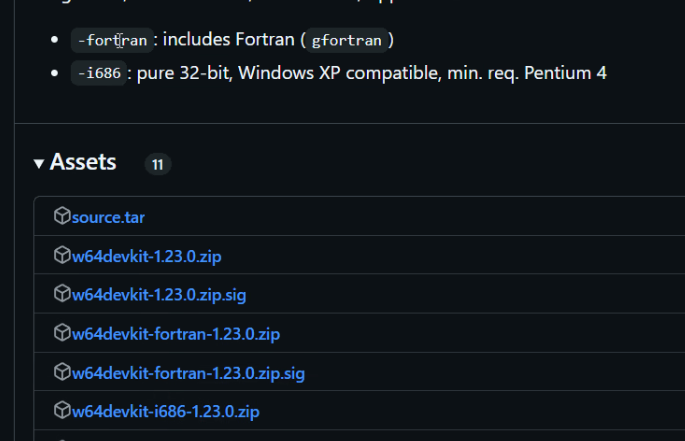 -fortran : includes Fortran ( gfortran )
-i686 : pure 32-bit, Windows XP compatible, min. req. Pentium 4
Assets 11
source.tar
w64devkit-1.23.0.zip
w64devkit-1.23.0.zip.sig
w64devkit-fortran-1.23.0.zip
w64devkit-fortran-1.23.0.zip.sig
w64devkit-i686-1.23.0.zip